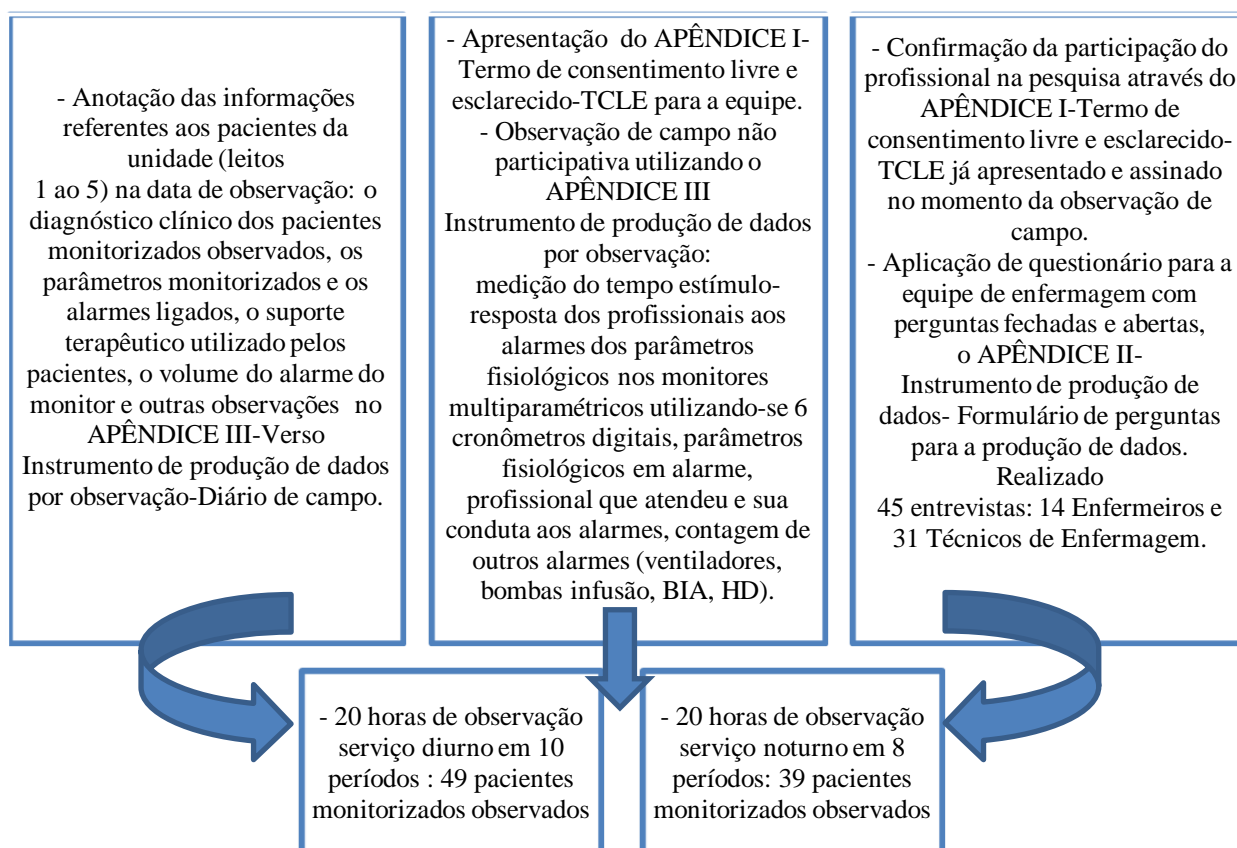 - Anotação das informações
referentes aos pacientes da
unidade (leitos
1 ao 5) na data de observação: o
diagnóstico clínico dos pacientes
monitorizados observados, os
parâmetros monitorizados e os
alarmes ligados, o suporte
terapêutico utilizado pelos
pacientes, o volume do alarme do
monitor e outras observações no
APÊNDICE III-Verso
Instrumento de produção de dados
por observação-Diário de campo.
- Apresentação do APÊNDICE I-
Termo de consentimento livre e
esclarecido-TCLE para a equipe.
- Observação de campo não
participativa utilizando o
APÊNDICE III
Instrumento de produção de dados
por observação:
medição do tempo estímulo-
resposta dos profissionais aos
alarmes dos parâmetros
fisiológicos nos monitores
multiparamétricos utilizando-se 6
cronômetros digitais, parâmetros
fisiológicos em alarme,
profissional que atendeu e sua
conduta aos alarmes, contagem de
outros alarmes (ventiladores,
bombas infusão, BIA, HD).
- Confirmação da participação do
profissional na pesquisa através do
APÊNDICE I-Termo de
consentimento livre e esclarecido-
TCLE já apresentado e assinado
no momento da observação de
campo.
- Aplicação de questionário para a
equipe de enfermagem com
perguntas fechadas e abertas,
o APÊNDICE II-
Instrumento de produção de
dados- Formulário de perguntas
para a produção de dados.
Realizado
45 entrevistas: 14 Enfermeiros e
31 Técnicos de Enfermagem.
- 20 horas de observação
serviço diurno em 10
períodos : 49 pacientes
monitorizados observados
- 20 horas de observação
serviço noturno em 8
períodos: 39 pacientes
monitorizados observados